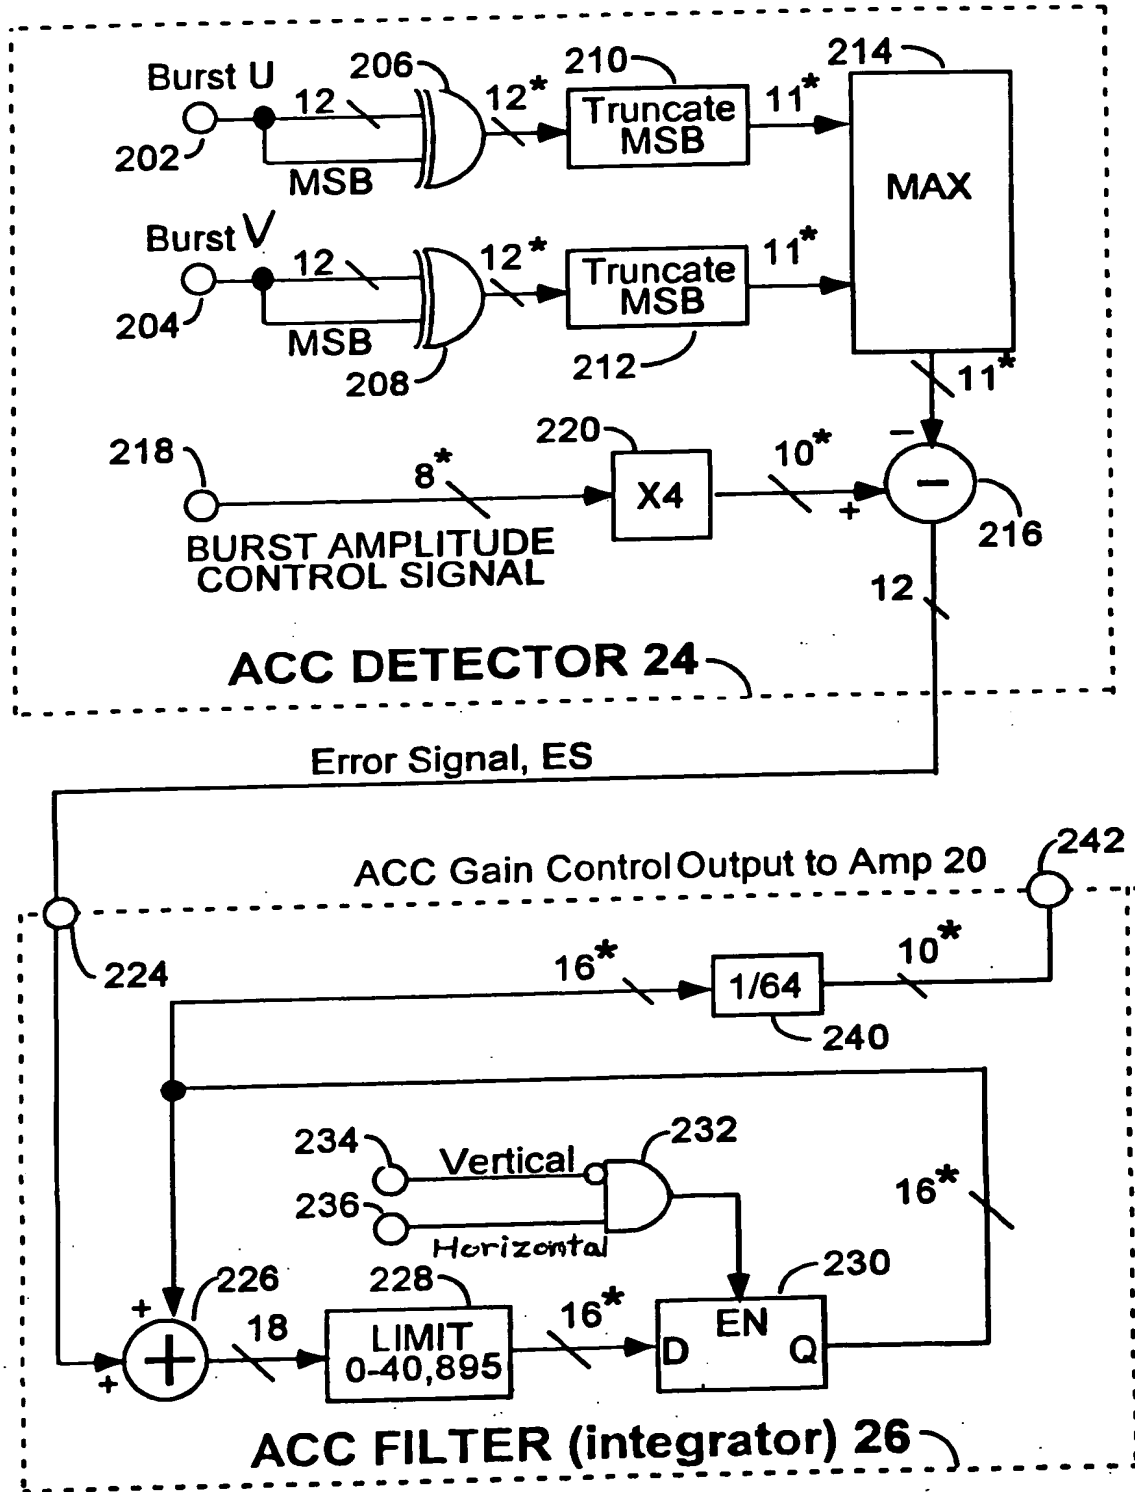 Burst U
202
12
MSB
206
12*
210
Truncate
MSB
11*
214
MAX
Burst V
204
12
MSB
208
12*
Truncate
MSB
212
11*
11*
218
8*
BURST AMPLITUDE
CONTROL SIGNAL
220
X4
10*
-
+
-
216
12
ACC DETECTOR 24
Error Signal, ES
ACC Gain Control Output to Amp 20
242
224
16*
1/64
240
10*
234
Vertical
232
236
Horizontal
16*
+
226
+
+
18
228
LIMIT
0-40,895
16*
230
EN
D
Q
ACC FILTER (integrator) 26